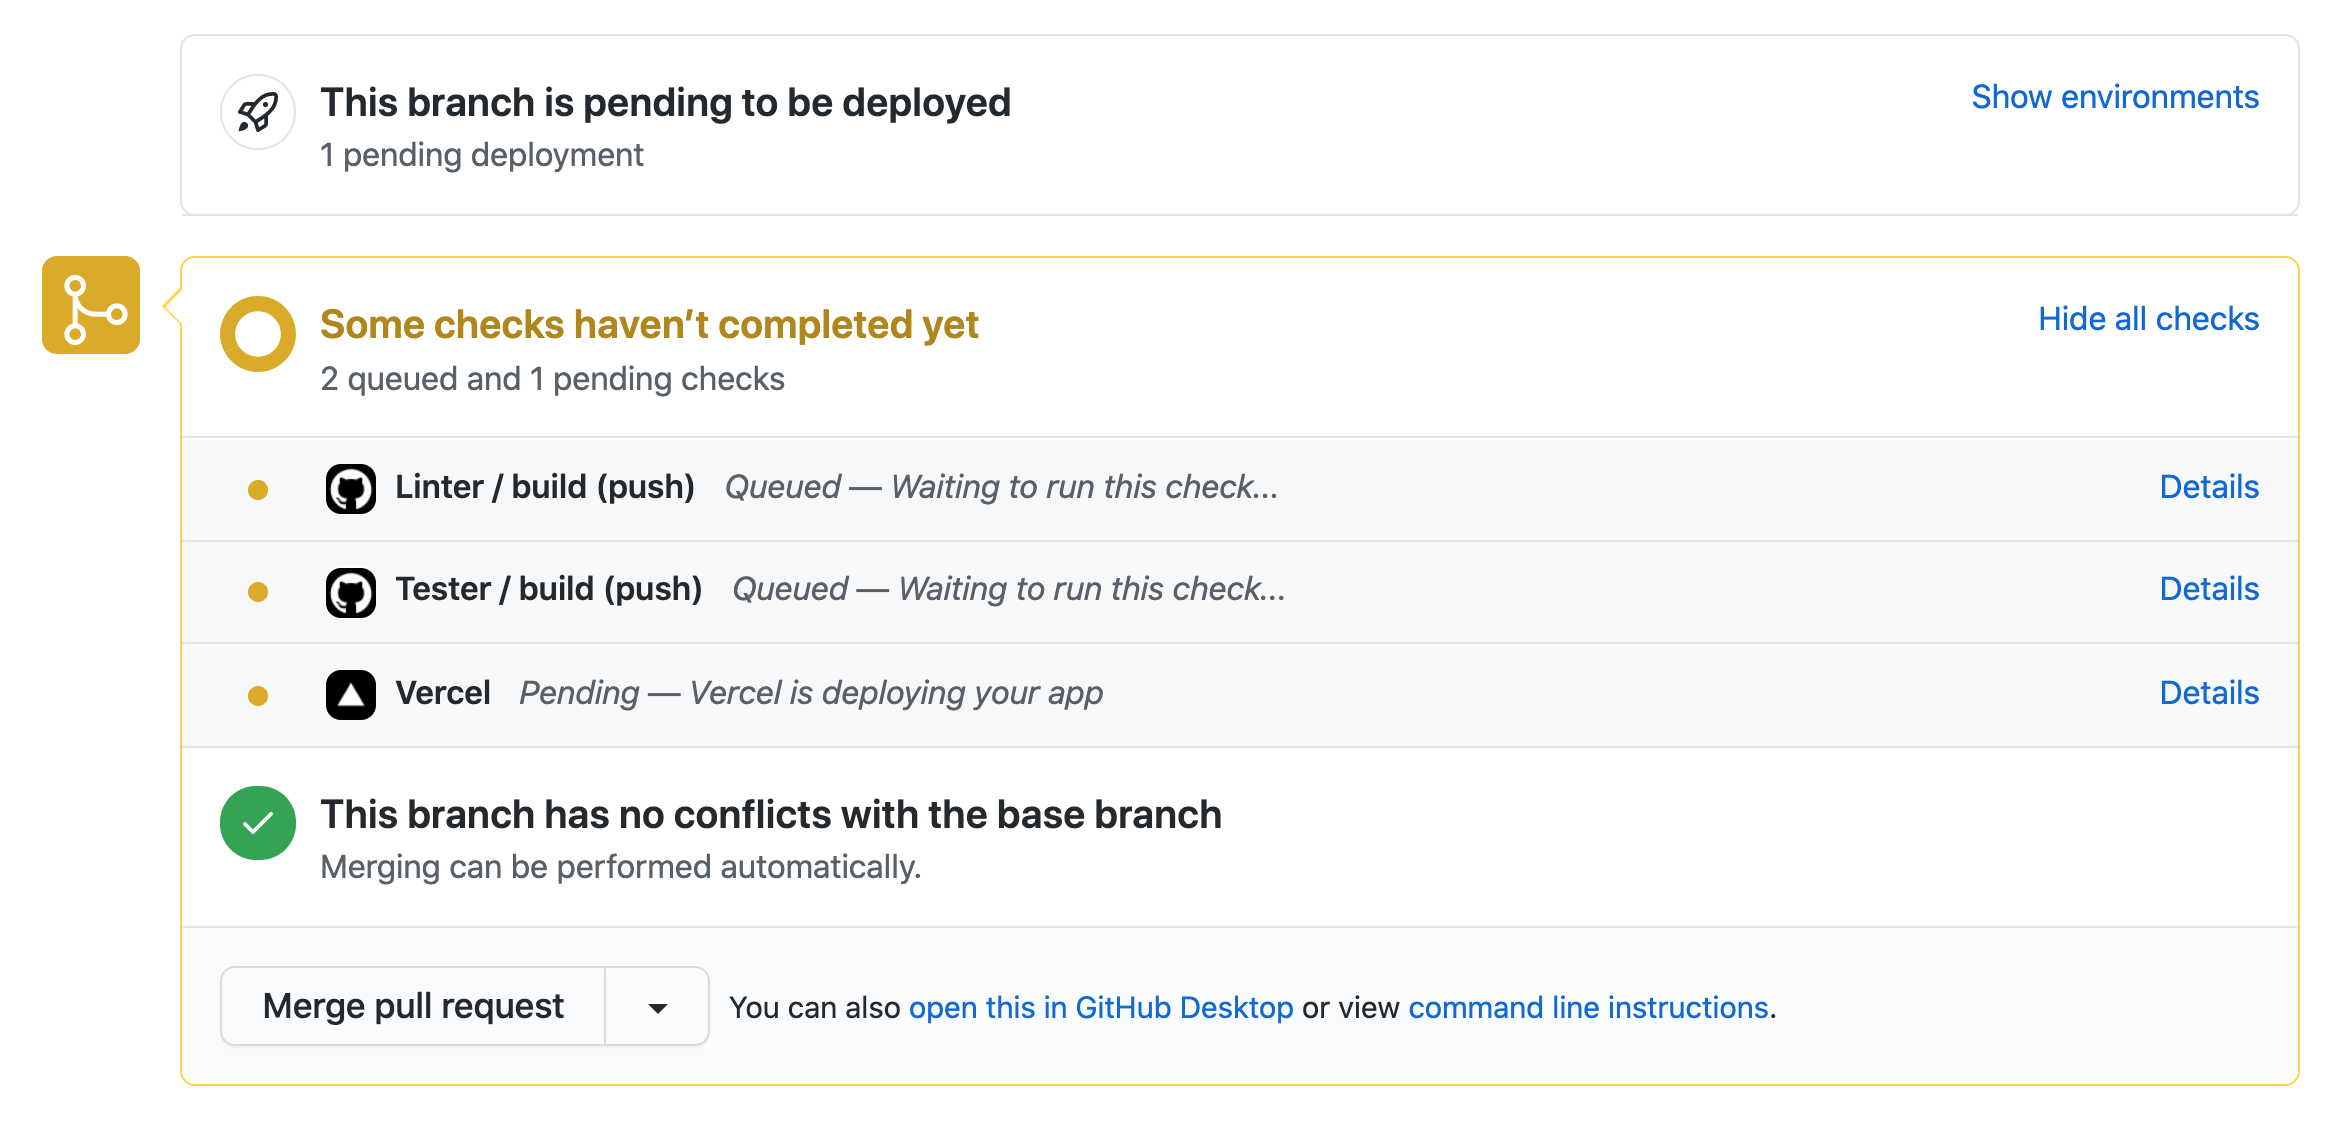 This branch is pending to be deployed
Show environments
1 pending deployment
Some checks haven’t completed yet
Hide all checks
2 queued and 1 pending checks
Linter / build (push) Queued — Waiting to run this check...
Details
Tester / build (push) Queued — Waiting to run this check...
Details
Vercel Pending — Vercel is deploying your app
Details
This branch has no conflicts with the base branch
Merging can be performed automatically.
Merge pull request
You can also open this in GitHub Desktop or view command line instructions.